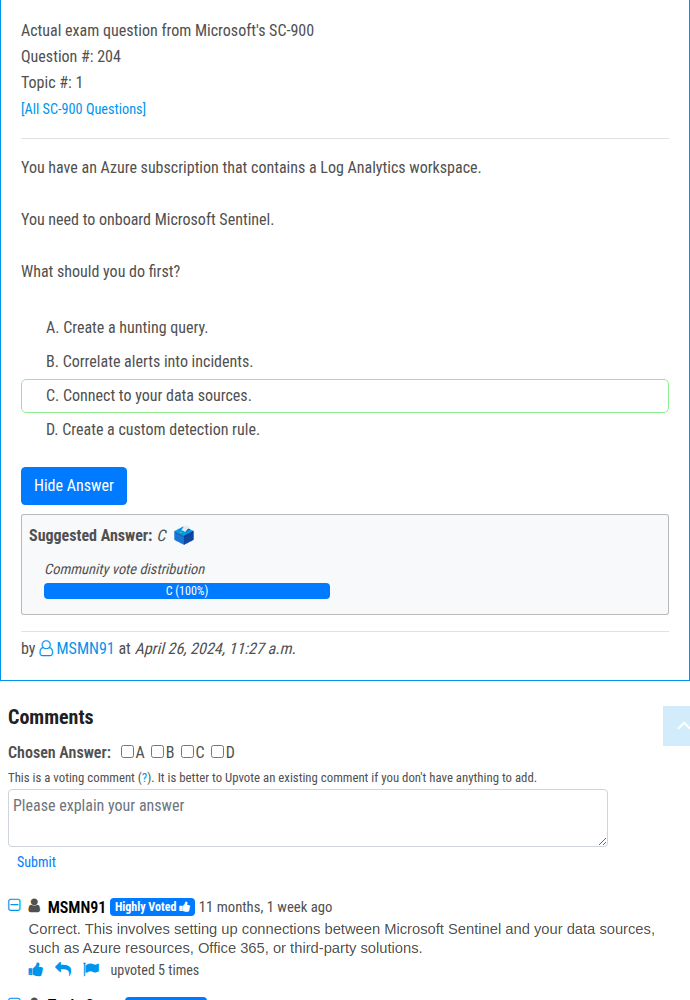 Actual exam question from Microsoft's SC-900
Question #: 204
Topic #: 1
[All SC-900 Questions]
You have an Azure subscription that contains a Log Analytics workspace.
You need to onboard Microsoft Sentinel.
What should you do first?
A. Create a hunting query.
B. Correlate alerts into incidents.
C. Connect to your data sources.
D. Create a custom detection rule.
Hide Answer
Suggested Answer: C
Community vote distribution
C (100%)
by MSMN91 at April 26, 2024, 11:27 a.m.
Comments
Chosen Answer: A B C D
This is a voting comment (?). It is better to Upvote an existing comment if you don't have anything to add.
Please explain your answer
Submit
MSMN91 Highly Voted 11 months, 1 week ago
Correct. This involves setting up connections between Microsoft Sentinel and your data sources,
such as Azure resources, Office 365, or third-party solutions.
upvoted 5 times